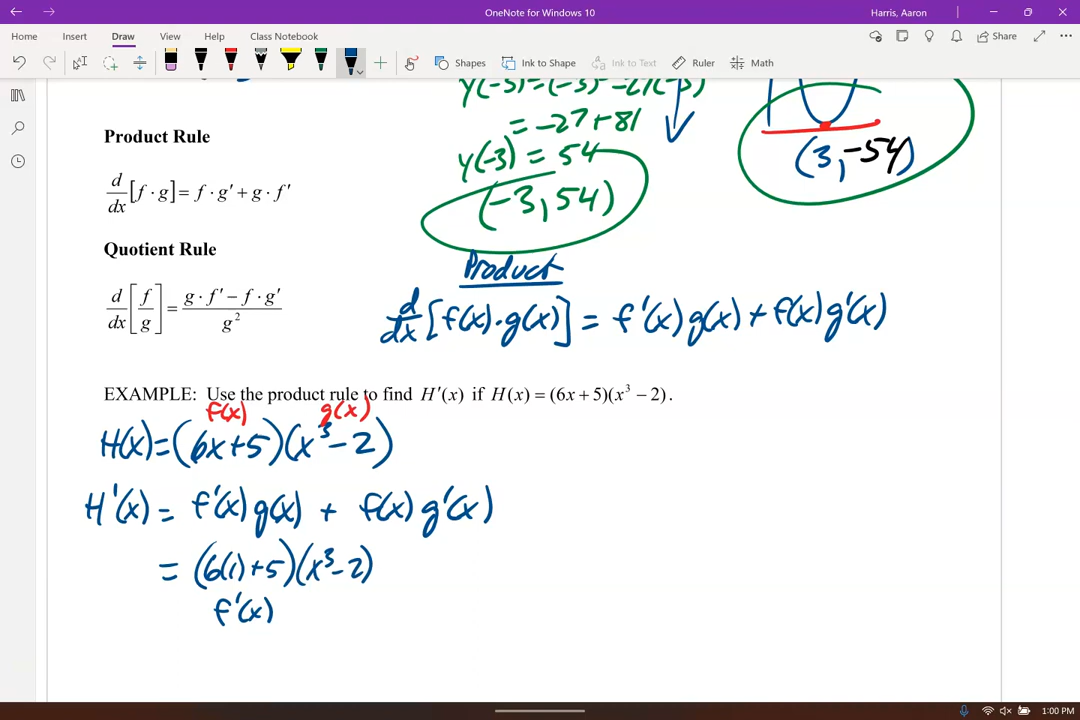 OneNote for Windows 10
Harris, Aaron
Home Insert Draw View Help Class Notebook
Share
Shapes Ink to Shape Ink to Text Ruler Math
y(-3)=(-3)³-27(-3)
= -27+81
y(-3) = 54
(-3, 54)
(3, -54)
Product Rule
d/dx [f · g] = f · g′ + g · f′
Quotient Rule
d/dx [f/g] = (g · f′ − f · g′)/g²
Product
d/dx [f(x)·g(x)] = f'(x)g(x) + f(x)g'(x)
EXAMPLE: Use the product rule to find H′(x) if H(x) = (6x + 5)(x³ − 2).
f(x) g(x)
H(x)=(6x+5)(x³-2)
H'(x) = f'(x)g(x) + f(x)g'(x)
= (6(1)+5)(x³-2)
f'(x)
1:00 PM